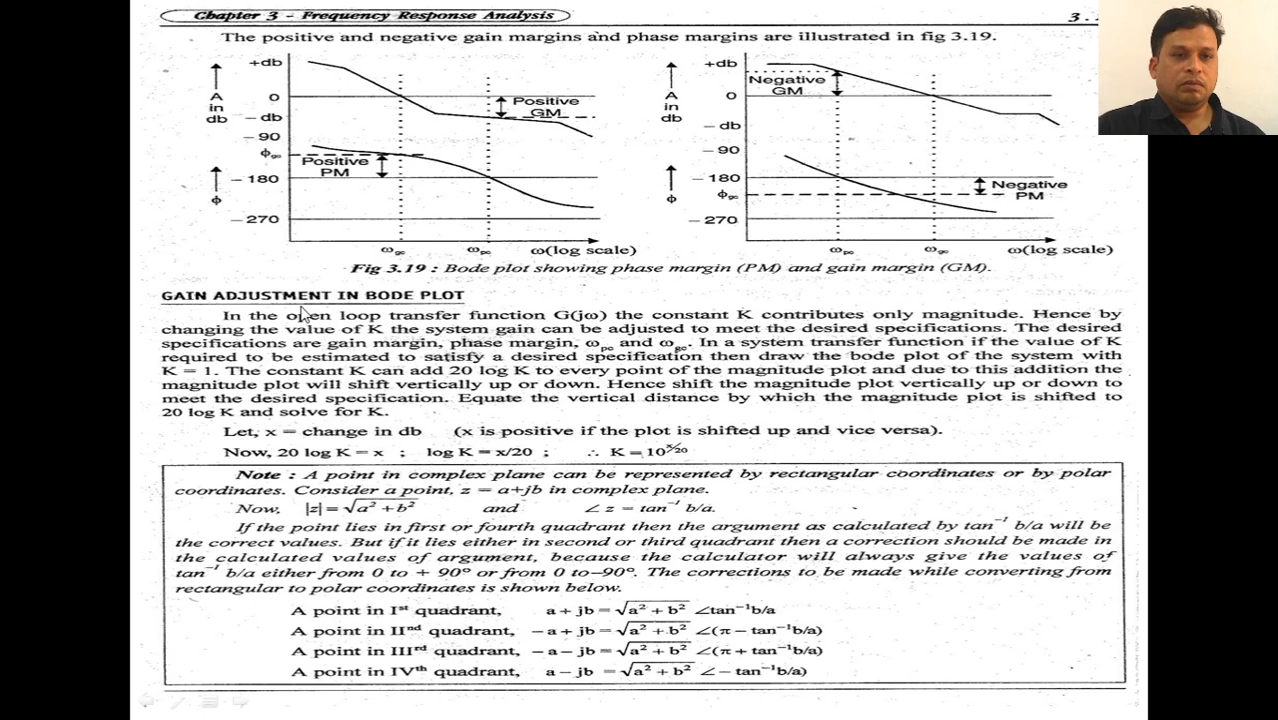 Chapter 3 - Frequency Response Analysis
3.
The positive and negative gain margins and phase margins are illustrated in fig 3.19.
+db
A
in
db
0
– db
– 90
ϕgc
– 180
ϕ
– 270
Positive
GM
Positive
PM
ωgc
ωpc
ω(log scale)
+db
A
in
db
0
– db
– 90
– 180
ϕgc
ϕ
– 270
Negative
GM
Negative
PM
ωpc
ωgc
ω(log scale)
Fig 3.19 : Bode plot showing phase margin (PM) and gain margin (GM).
GAIN ADJUSTMENT IN BODE PLOT
In the open loop transfer function G(jω) the constant K contributes only magnitude. Hence by
changing the value of K the system gain can be adjusted to meet the desired specifications. The desired
specifications are gain margin, phase margin, ωpc and ωgc. In a system transfer function if the value of K
required to be estimated to satisfy a desired specification then draw the bode plot of the system with
K = 1. The constant K can add 20 log K to every point of the magnitude plot and due to this addition the
magnitude plot will shift vertically up or down. Hence shift the magnitude plot vertically up or down to
meet the desired specification. Equate the vertical distance by which the magnitude plot is shifted to
20 log K and solve for K.
Let, x = change in db (x is positive if the plot is shifted up and vice versa).
Now, 20 log K = x ; log K = x/20 ; ∴ K = 10^x/20
Note : A point in complex plane can be represented by rectangular coordinates or by polar
coordinates. Consider a point, z = a+jb in complex plane.
Now, |z| = √a² + b² and ∠ z = tan⁻¹ b/a.
If the point lies in first or fourth quadrant then the argument as calculated by tan⁻¹ b/a will be
the correct values. But if it lies either in second or third quadrant then a correction should be made in
the calculated values of argument, because the calculator will always give the values of
tan⁻¹ b/a either from 0 to + 90° or from 0 to–90°. The corrections to be made while converting from
rectangular to polar coordinates is shown below.
A point in Iˢᵗ quadrant, a + jb = √a² + b² ∠tan⁻¹b/a
A point in IIⁿᵈ quadrant, – a + jb = √a² + b² ∠(π – tan⁻¹b/a)
A point in IIIʳᵈ quadrant, – a – jb = √a² + b² ∠(π + tan⁻¹b/a)
A point in IVᵗʰ quadrant, a – jb = √a² + b² ∠– tan⁻¹b/a)